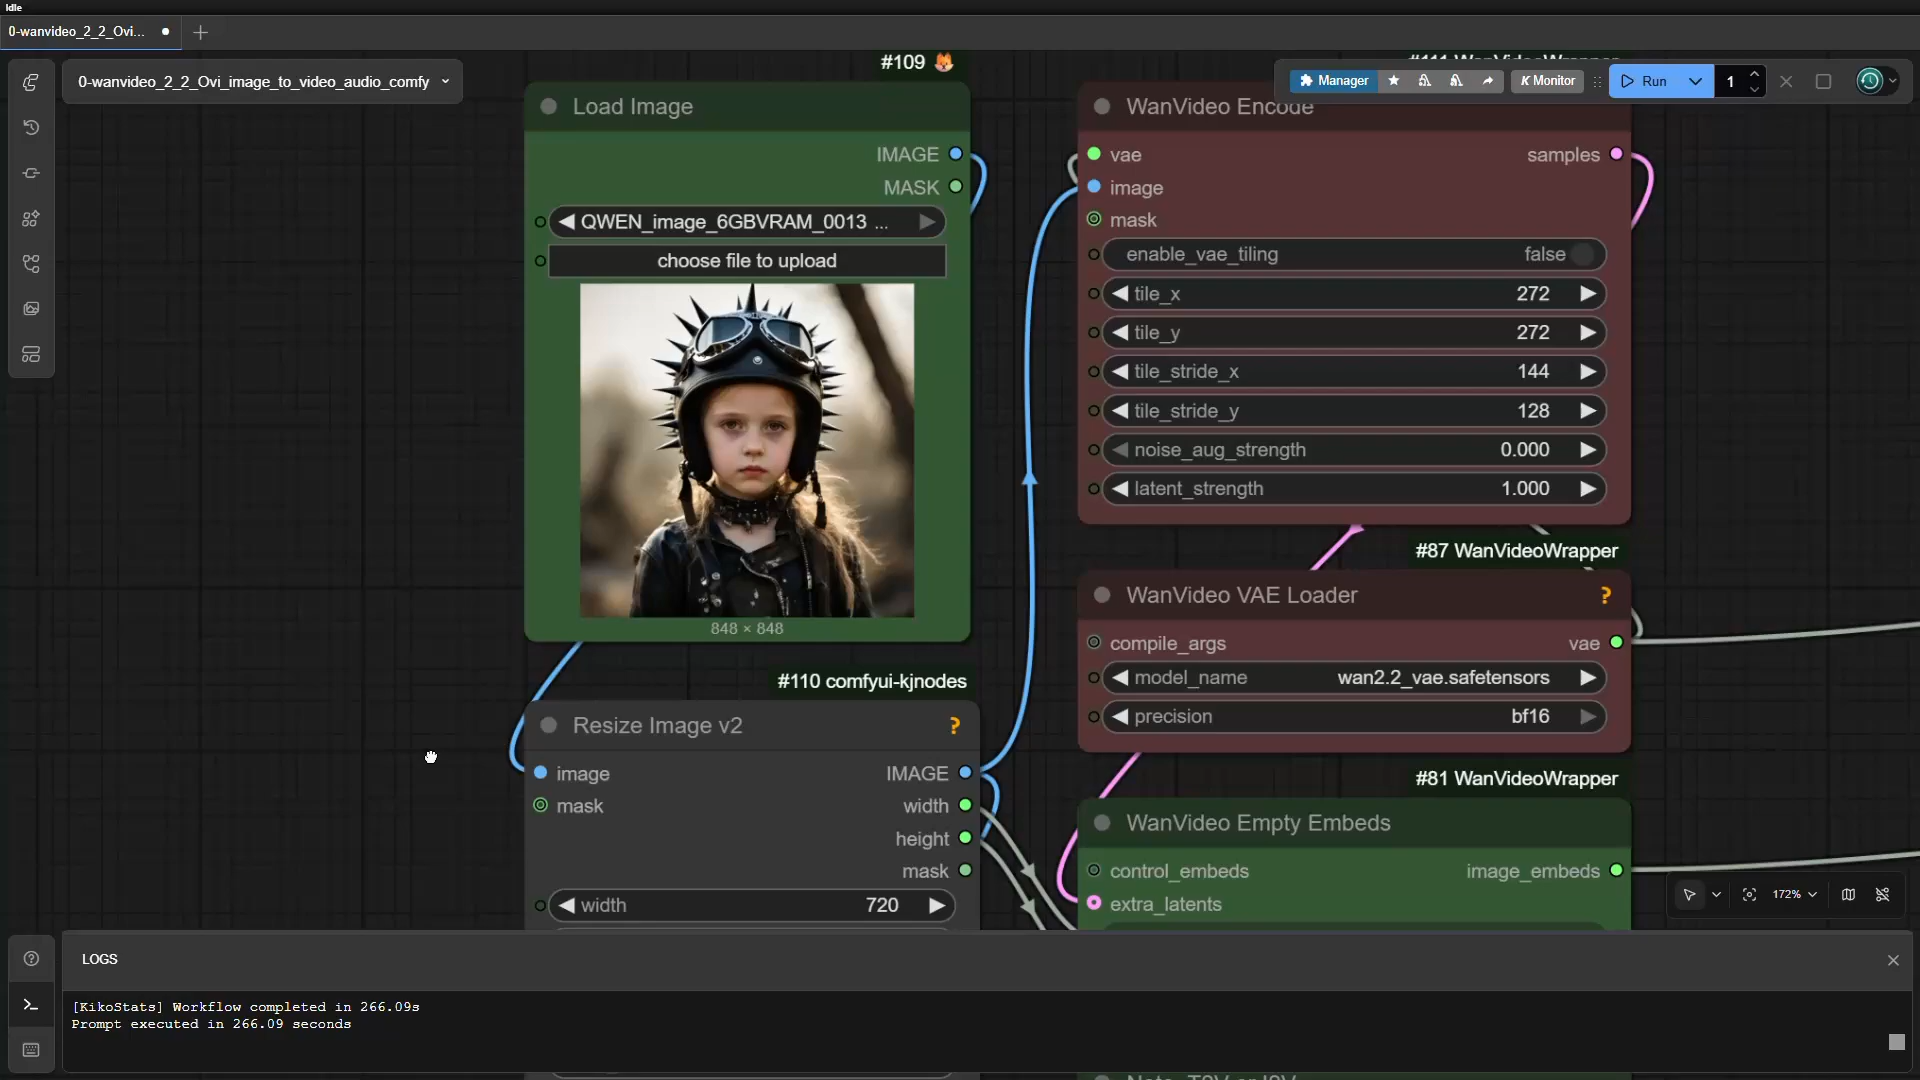 Idle
0-wanvideo_2_2_Ovi...
0-wanvideo_2_2_Ovi_image_to_video_audio_comfy
Manager
K Monitor
Run
1
#109
Load Image
IMAGE
MASK
QWEN_image_6GBVRAM_0013 ...
choose file to upload
848 × 848
#110 comfyui-kjnodes
Resize Image v2
?
image
IMAGE
mask
width
height
mask
width 720
#111 WanVideoWrapper
WanVideo Encode
vae
samples
image
mask
enable_vae_tiling false
tile_x 272
tile_y 272
tile_stride_x 144
tile_stride_y 128
noise_aug_strength 0.000
latent_strength 1.000
#87 WanVideoWrapper
WanVideo VAE Loader
?
compile_args
vae
model_name wan2.2_vae.safetensors
precision bf16
#81 WanVideoWrapper
WanVideo Empty Embeds
control_embeds
image_embeds
extra_latents
172%
LOGS
[KikoStats] Workflow completed in 266.09s
Prompt executed in 266.09 seconds